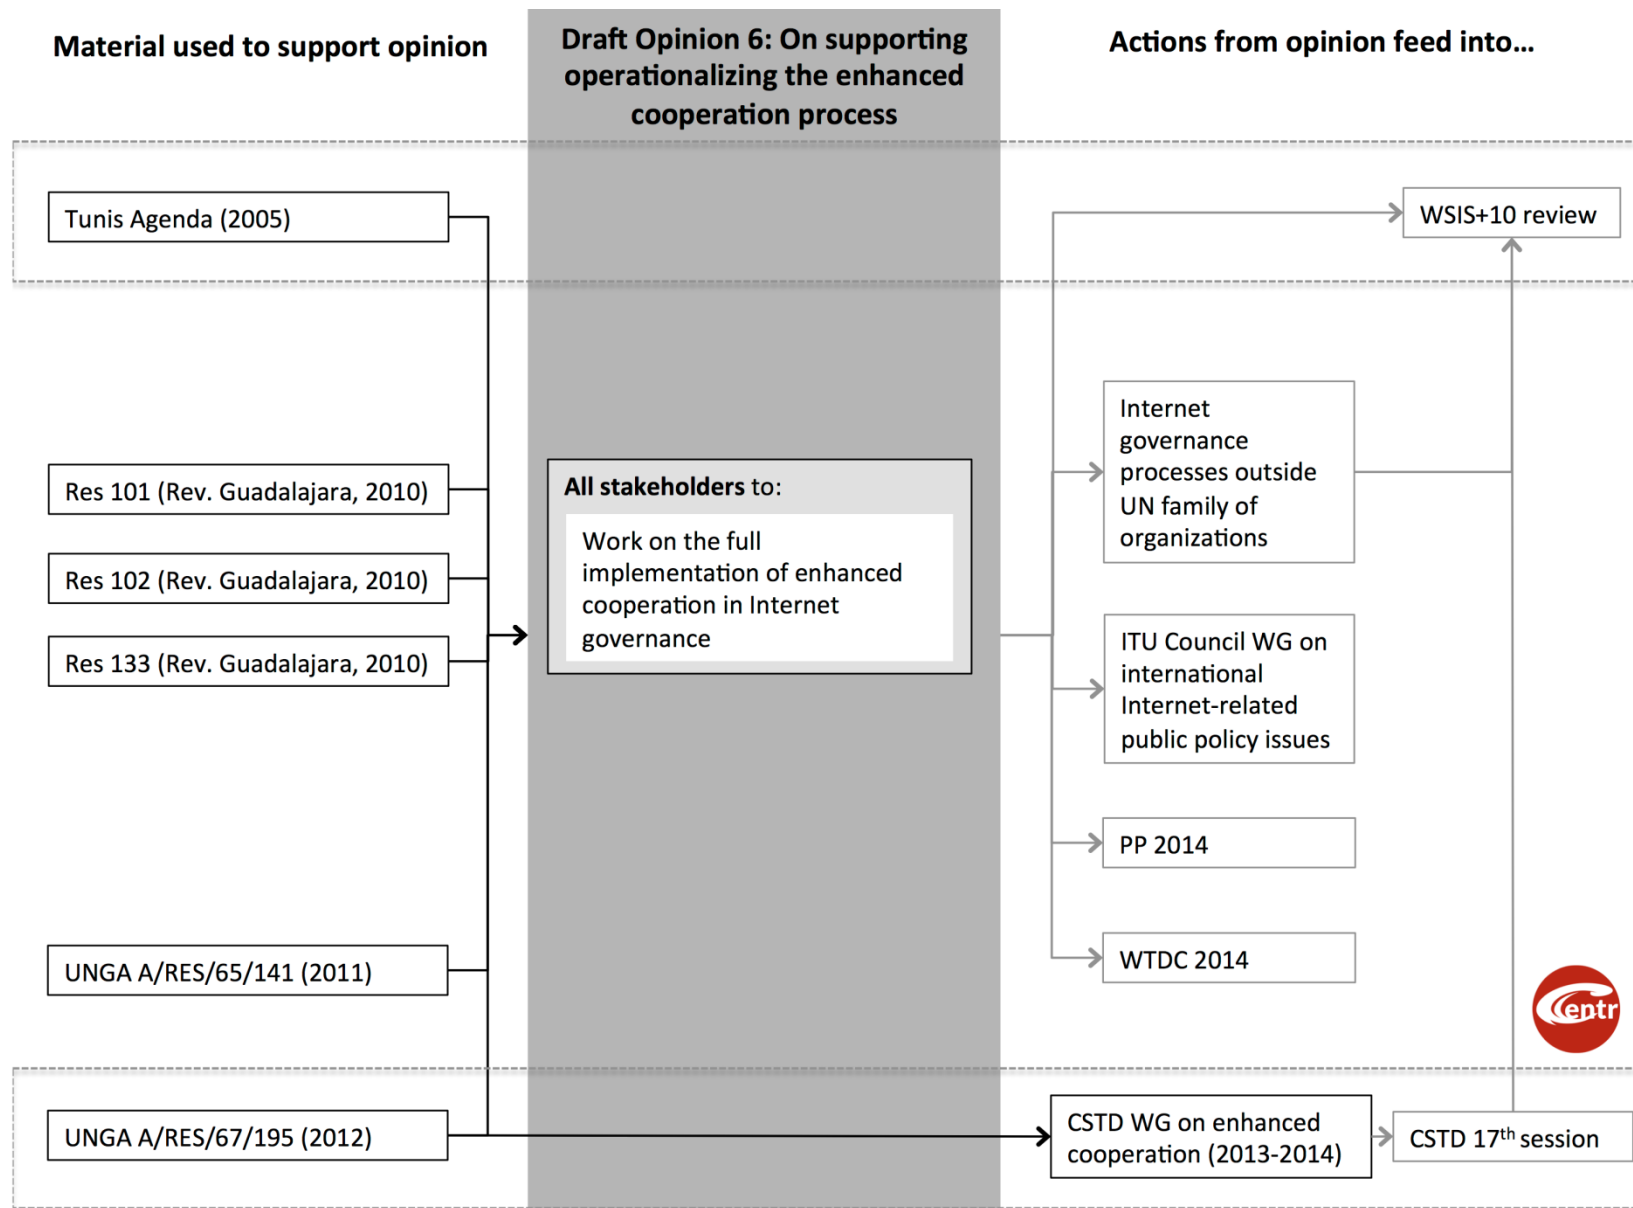 Material used to support opinion
Draft Opinion 6: On supporting
operationalizing the enhanced
cooperation process
Actions from opinion feed into...
Tunis Agenda (2005)
WSIS+10 review
Res 101 (Rev. Guadalajara, 2010)
Res 102 (Rev. Guadalajara, 2010)
Res 133 (Rev. Guadalajara, 2010)
All stakeholders to:
Work on the full
implementation of enhanced
cooperation in Internet
governance
Internet
governance
processes outside
UN family of
organizations
ITU Council WG on
international
Internet-related
public policy issues
PP 2014
UNGA A/RES/65/141 (2011)
WTDC 2014
Centr
UNGA A/RES/67/195 (2012)
CSTD WG on enhanced
cooperation (2013-2014)
CSTD 17th session